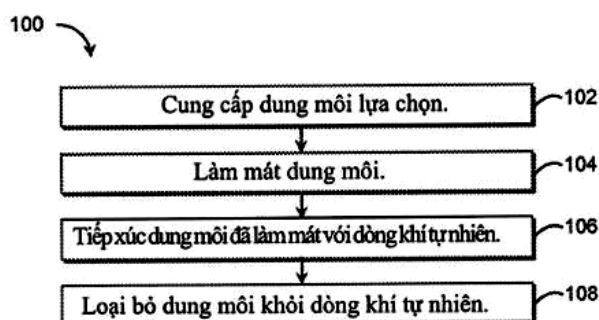 100
Cung cấp dung môi lựa chọn. 102
Làm mát dung môi. 104
Tiếp xúc dung môi đã làm mát với dòng khí tự nhiên. 106
Loại bỏ dung môi khỏi dòng khí tự nhiên. 108